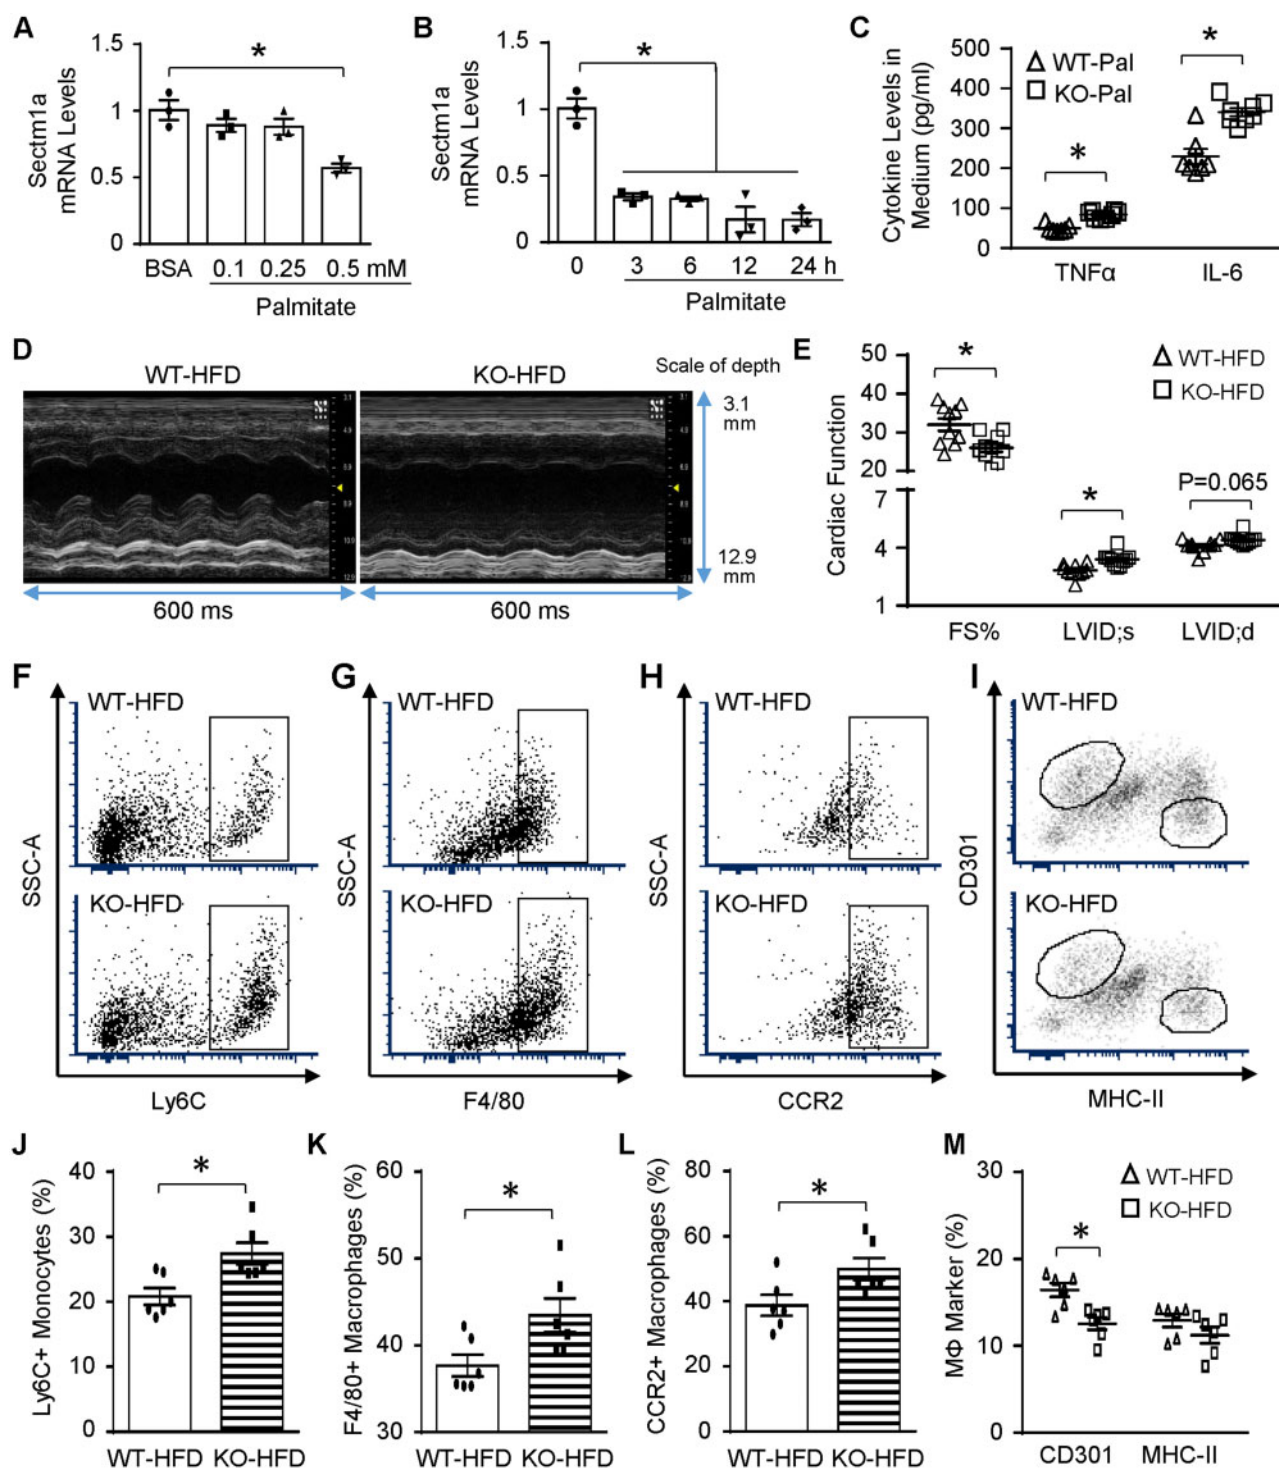 A
1.5
1
0.5
0
Sectm1a
mRNA Levels
*
BSA 0.1 0.25 0.5 mM
Palmitate
B
1.5
1
0.5
0
Sectm1a
mRNA Levels
*
0 3 6 12 24 h
Palmitate
C
500
400
300
200
100
0
Cytokine Levels in
Medium (pg/ml)
WT-Pal
KO-Pal
*
*
TNFα IL-6
D
WT-HFD KO-HFD
Scale of depth
3.1
mm
12.9
mm
600 ms 600 ms
E
50
40
30
20
7
4
1
Cardiac Function
WT-HFD
KO-HFD
*
*
P=0.065
FS% LVID;s LVID;d
F
WT-HFD
KO-HFD
SSC-A
Ly6C
G
WT-HFD
KO-HFD
SSC-A
F4/80
H
WT-HFD
KO-HFD
SSC-A
CCR2
I
WT-HFD
KO-HFD
CD301
MHC-II
J
40
30
20
10
0
Ly6C+ Monocytes (%)
*
WT-HFD KO-HFD
K
60
50
40
30
F4/80+ Macrophages (%)
*
WT-HFD KO-HFD
L
80
60
40
20
0
CCR2+ Macrophages (%)
*
WT-HFD KO-HFD
M
30
20
10
0
MΦ Marker (%)
WT-HFD
KO-HFD
*
CD301 MHC-II